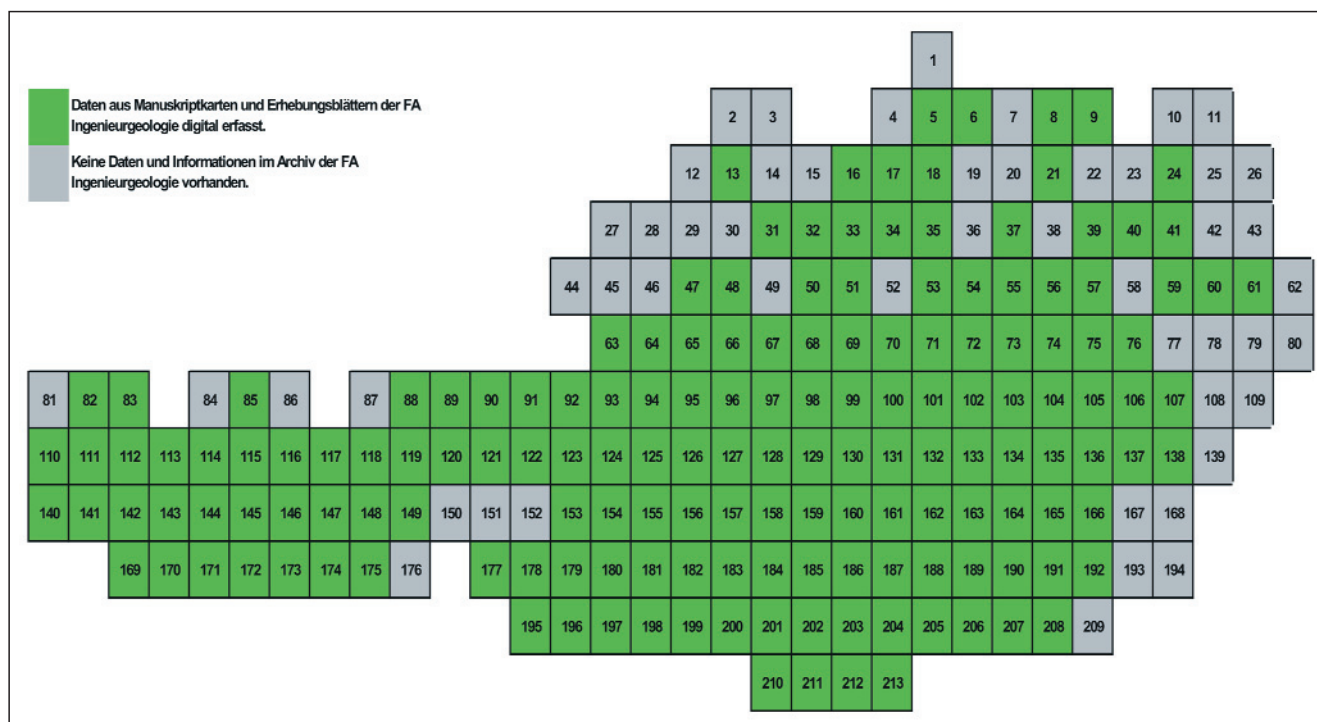 1
Daten aus Manuskriptkarten und Erhebungsblättern der FA
Ingenieurgeologie digital erfasst.
Keine Daten und Informationen im Archiv der FA
Ingenieurgeologie vorhanden.
2 3 4 5 6 7 8 9 10 11
12 13 14 15 16 17 18 19 20 21 22 23 24 25 26
27 28 29 30 31 32 33 34 35 36 37 38 39 40 41 42 43
44 45 46 47 48 49 50 51 52 53 54 55 56 57 58 59 60 61 62
63 64 65 66 67 68 69 70 71 72 73 74 75 76 77 78 79 80
81 82 83 84 85 86 87 88 89 90 91 92 93 94 95 96 97 98 99 100 101 102 103 104 105 106 107 108 109
110 111 112 113 114 115 116 117 118 119 120 121 122 123 124 125 126 127 128 129 130 131 132 133 134 135 136 137 138 139
140 141 142 143 144 145 146 147 148 149 150 151 152 153 154 155 156 157 158 159 160 161 162 163 164 165 166 167 168
169 170 171 172 173 174 175 176 177 178 179 180 181 182 183 184 185 186 187 188 189 190 191 192 193 194
195 196 197 198 199 200 201 202 203 204 205 206 207 208 209
210 211 212 213